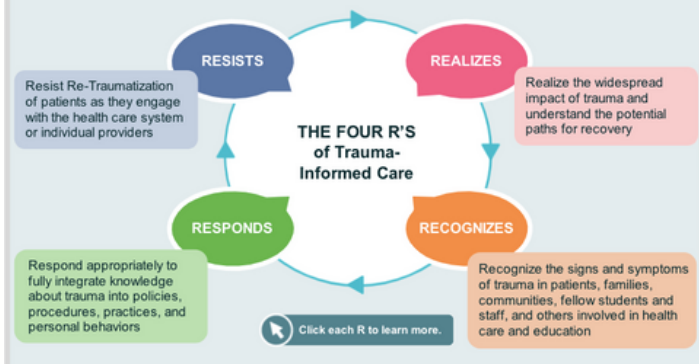 RESISTS
Resist Re-Traumatization
of patients as they engage
with the health care system
or individual providers
REALIZES
Realize the widespread
impact of trauma and
understand the potential
paths for recovery
THE FOUR R'S
of Trauma-
Informed Care
RESPONDS
Respond appropriately to
fully integrate knowledge
about trauma into policies,
procedures, practices, and
personal behaviors
RECOGNIZES
Recognize the signs and symptoms
of trauma in patients, families,
communities, fellow students and
staff, and others involved in health
care and education
Click each R to learn more.